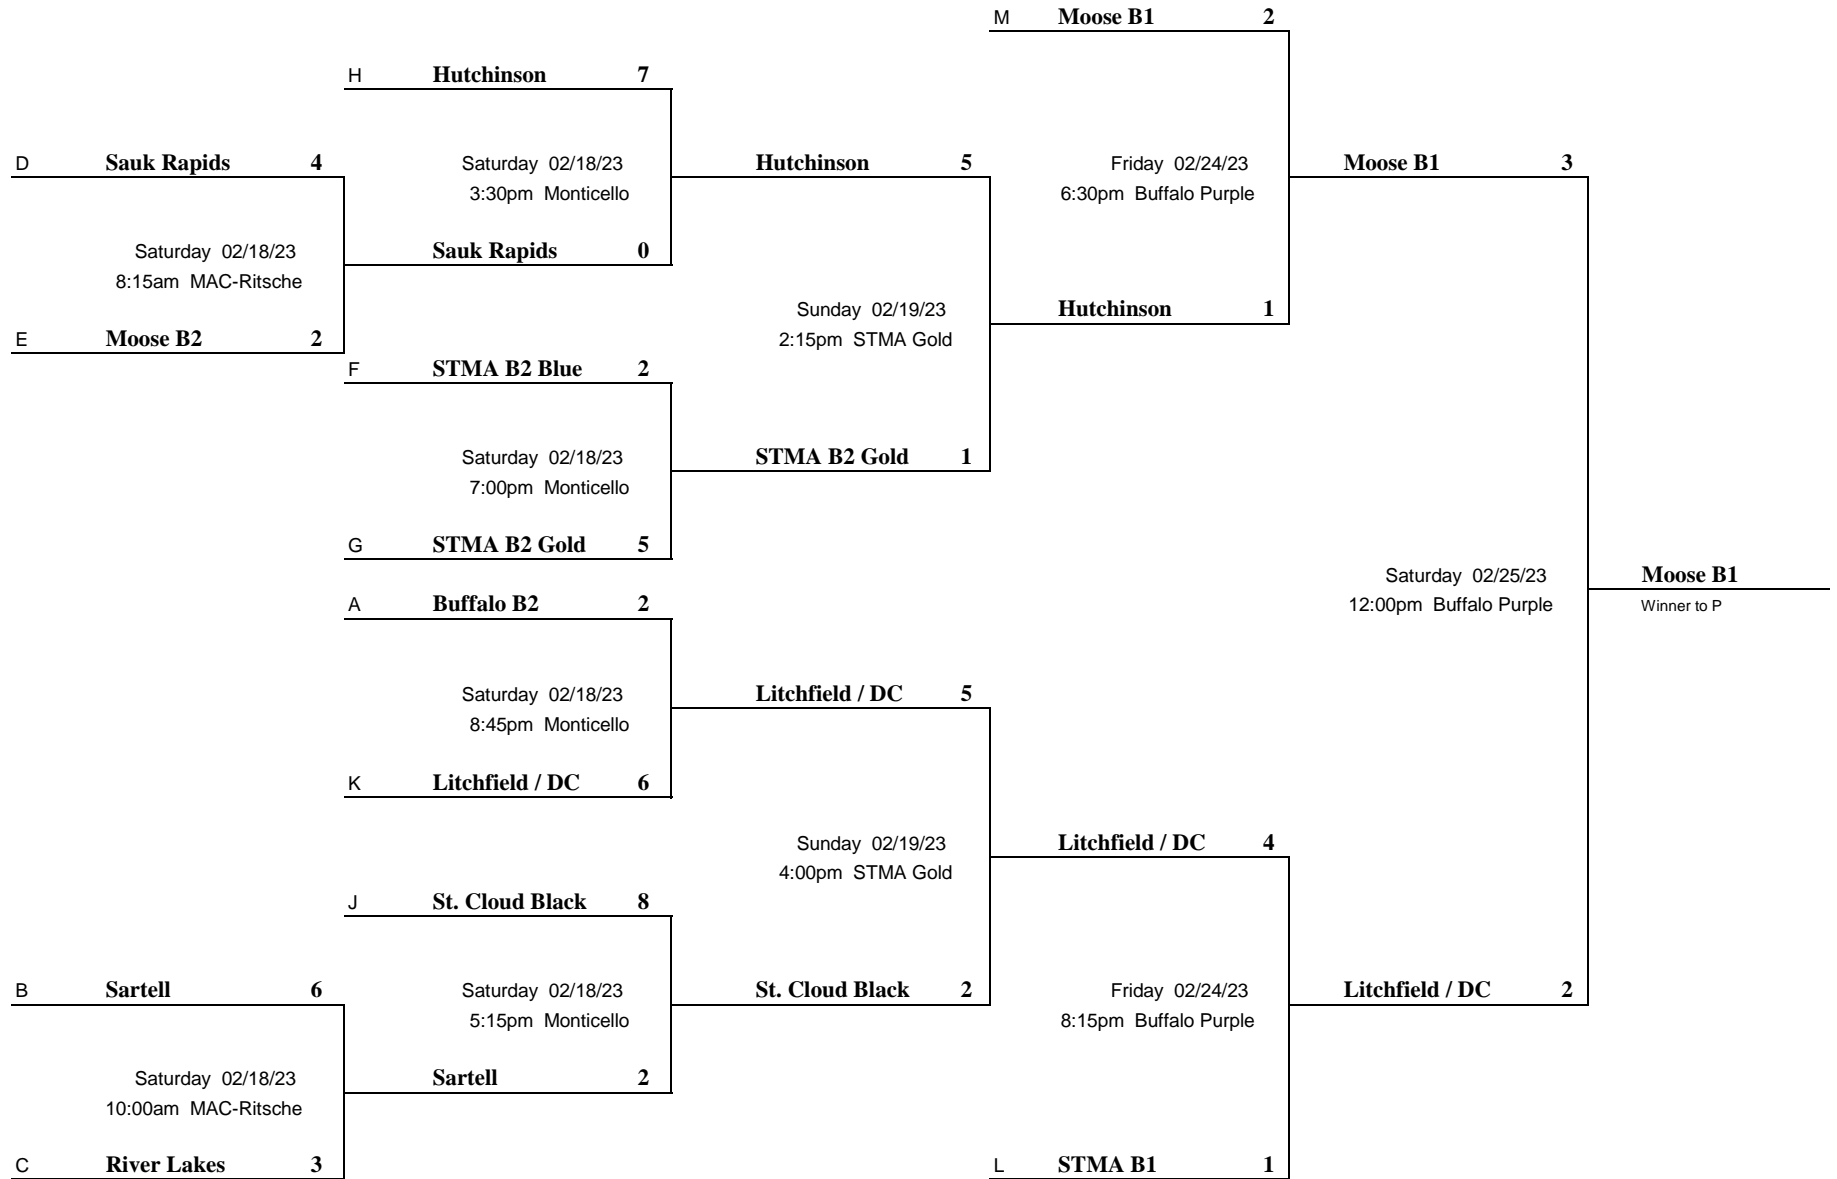 M Moose B1 2
H Hutchinson 7
D Sauk Rapids 4
Saturday 02/18/23
3:30pm Monticello
Hutchinson 5
Friday 02/24/23
6:30pm Buffalo Purple
Moose B1 3
Saturday 02/18/23
8:15am MAC-Ritsche
Sauk Rapids 0
Sunday 02/19/23
2:15pm STMA Gold
Hutchinson 1
E Moose B2 2
F STMA B2 Blue 2
Saturday 02/18/23
7:00pm Monticello
STMA B2 Gold 1
G STMA B2 Gold 5
Saturday 02/25/23
12:00pm Buffalo Purple
Moose B1
Winner to P
A Buffalo B2 2
Saturday 02/18/23
8:45pm Monticello
Litchfield / DC 5
K Litchfield / DC 6
Sunday 02/19/23
4:00pm STMA Gold
Litchfield / DC 4
J St. Cloud Black 8
B Sartell 6
Saturday 02/18/23
5:15pm Monticello
St. Cloud Black 2
Friday 02/24/23
8:15pm Buffalo Purple
Litchfield / DC 2
Saturday 02/18/23
10:00am MAC-Ritsche
Sartell 2
C River Lakes 3
L STMA B1 1